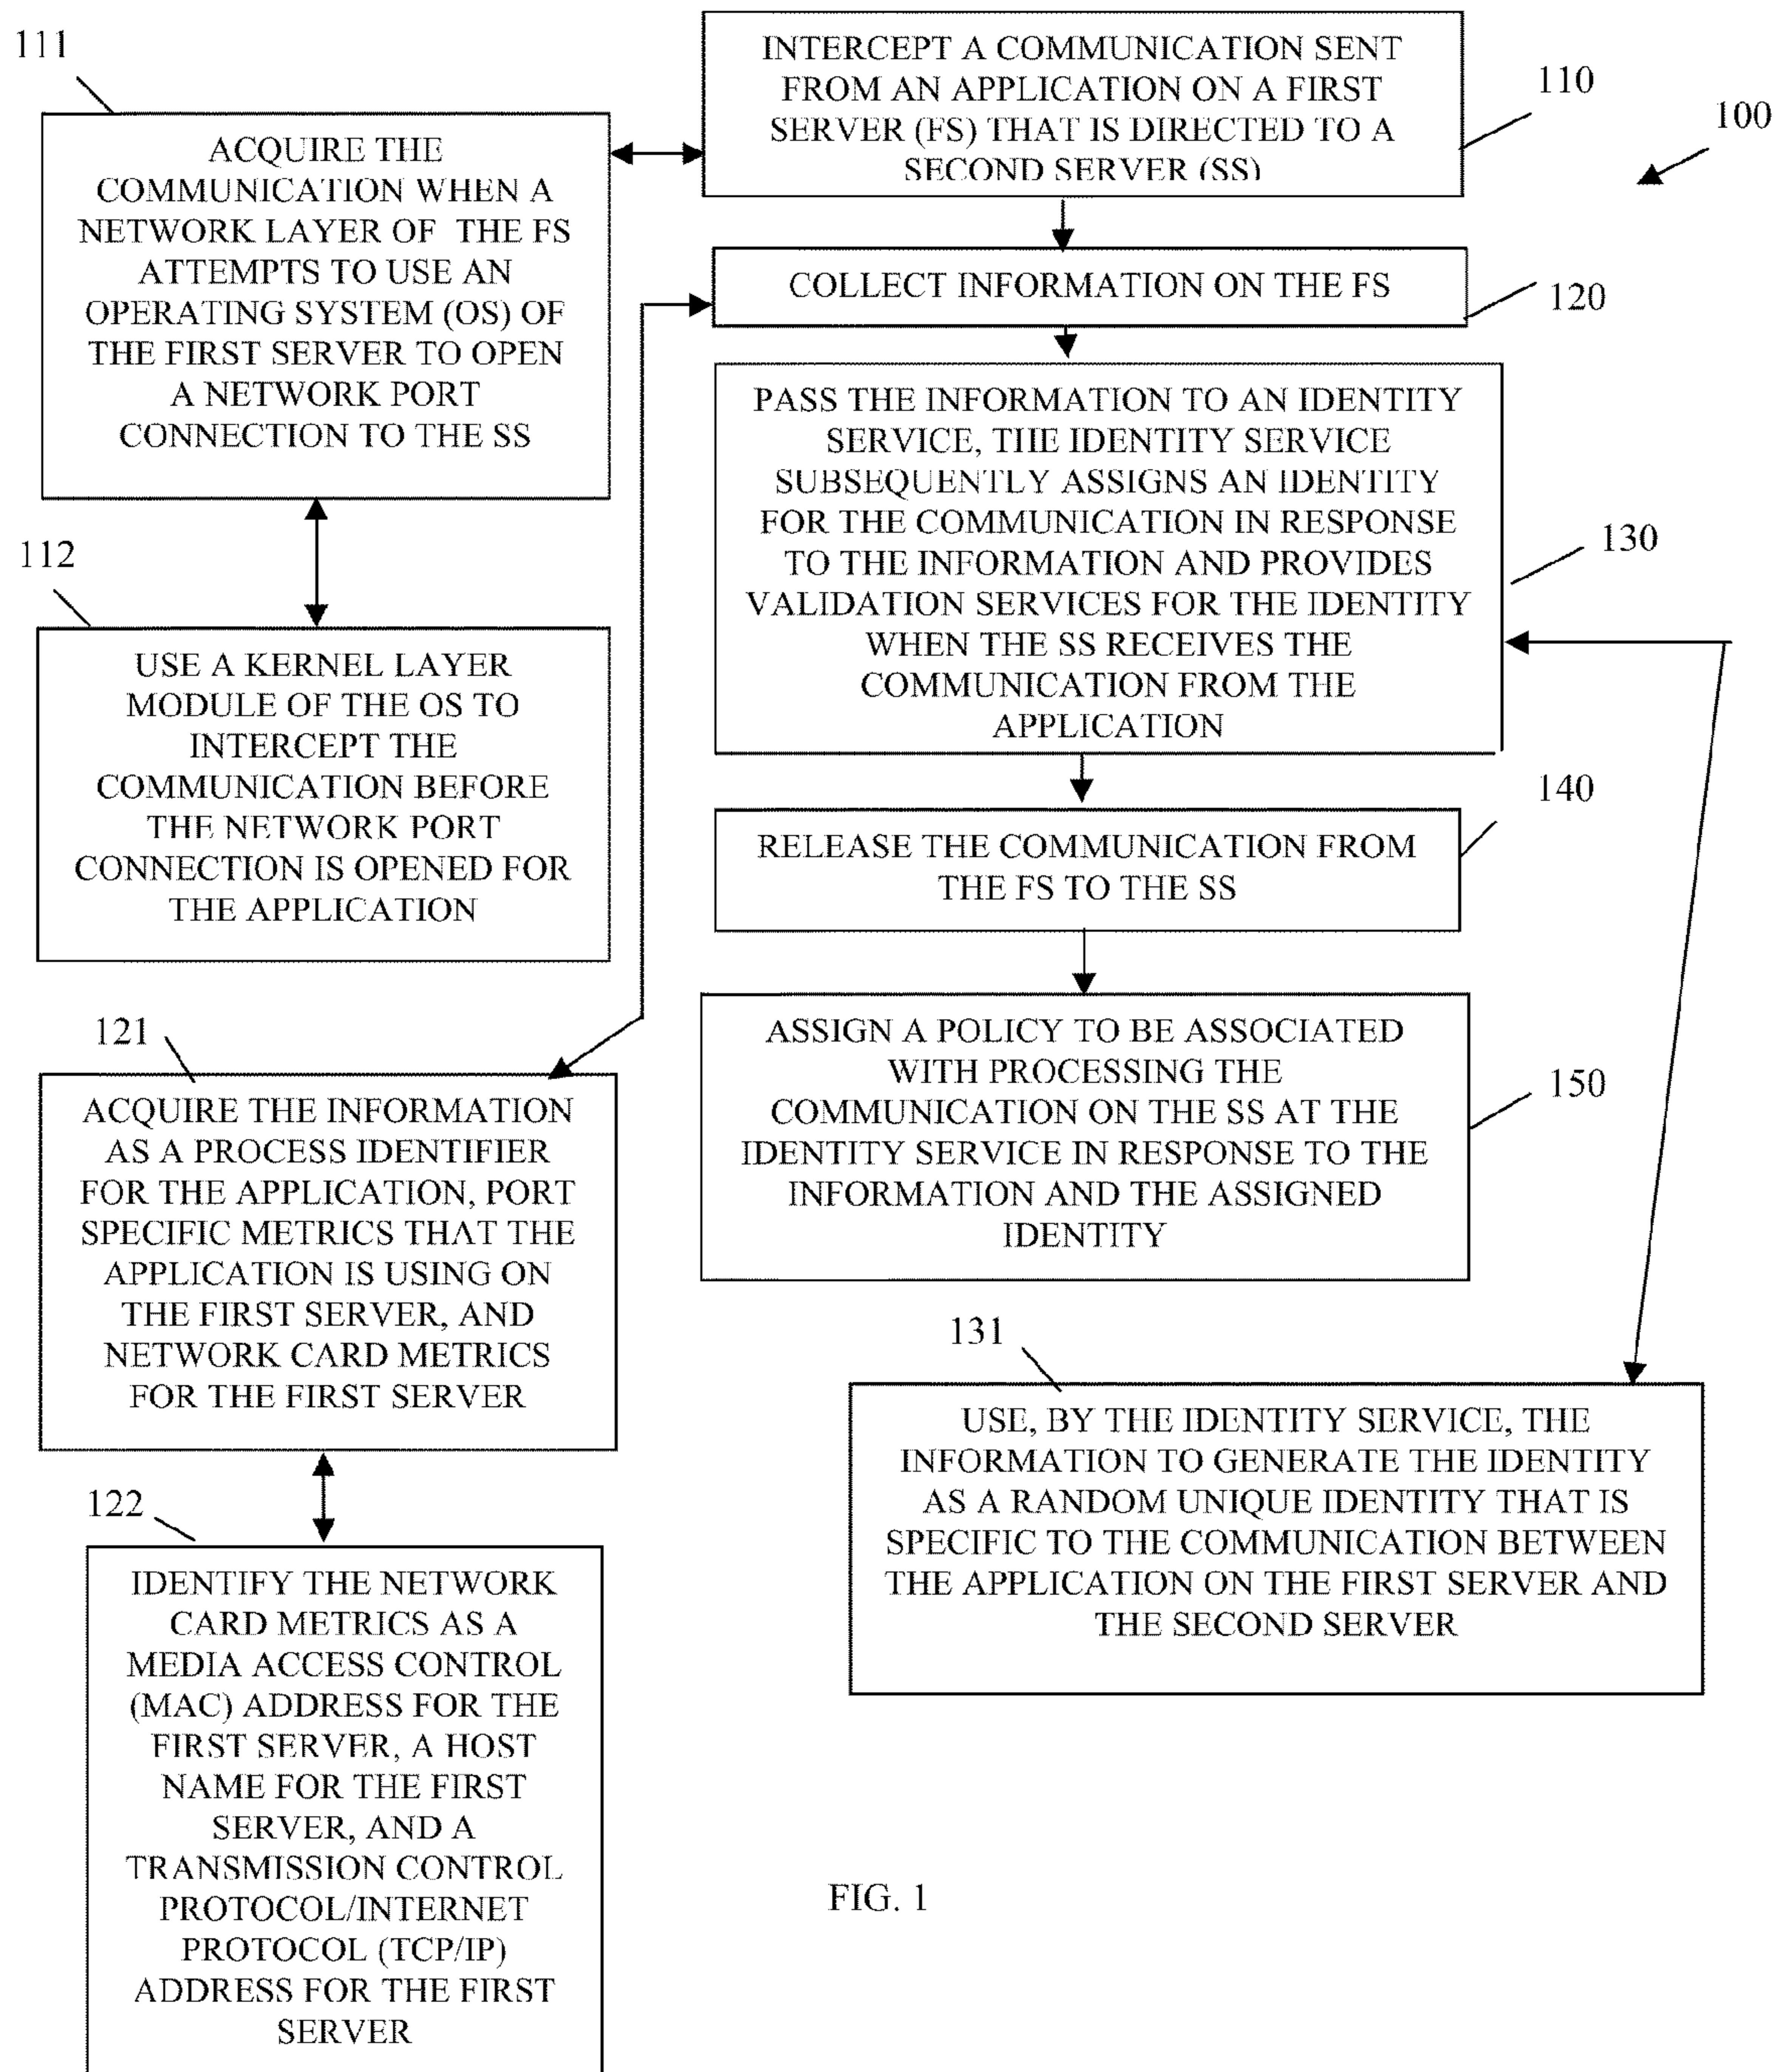 111
ACQUIRE THE
COMMUNICATION WHEN A
NETWORK LAYER OF THE FS
ATTEMPTS TO USE AN
OPERATING SYSTEM (OS) OF
THE FIRST SERVER TO OPEN
A NETWORK PORT
CONNECTION TO THE SS
INTERCEPT A COMMUNICATION SENT
FROM AN APPLICATION ON A FIRST
SERVER (FS) THAT IS DIRECTED TO A
SECOND SERVER (SS)
110
100
COLLECT INFORMATION ON THE FS
120
PASS THE INFORMATION TO AN IDENTITY
SERVICE, THE IDENTITY SERVICE
SUBSEQUENTLY ASSIGNS AN IDENTITY
FOR THE COMMUNICATION IN RESPONSE
TO THE INFORMATION AND PROVIDES
VALIDATION SERVICES FOR THE IDENTITY
WHEN THE SS RECEIVES THE
COMMUNICATION FROM THE
APPLICATION
130
112
USE A KERNEL LAYER
MODULE OF THE OS TO
INTERCEPT THE
COMMUNICATION BEFORE
THE NETWORK PORT
CONNECTION IS OPENED FOR
THE APPLICATION
140
RELEASE THE COMMUNICATION FROM
THE FS TO THE SS
ASSIGN A POLICY TO BE ASSOCIATED
WITH PROCESSING THE
COMMUNICATION ON THE SS AT THE
IDENTITY SERVICE IN RESPONSE TO THE
INFORMATION AND THE ASSIGNED
IDENTITY
150
121
ACQUIRE THE INFORMATION
AS A PROCESS IDENTIFIER
FOR THE APPLICATION, PORT
SPECIFIC METRICS THAT THE
APPLICATION IS USING ON
THE FIRST SERVER, AND
NETWORK CARD METRICS
FOR THE FIRST SERVER
131
USE, BY THE IDENTITY SERVICE, THE
INFORMATION TO GENERATE THE IDENTITY
AS A RANDOM UNIQUE IDENTITY THAT IS
SPECIFIC TO THE COMMUNICATION BETWEEN
THE APPLICATION ON THE FIRST SERVER AND
THE SECOND SERVER
122
IDENTIFY THE NETWORK
CARD METRICS AS A
MEDIA ACCESS CONTROL
(MAC) ADDRESS FOR THE
FIRST SERVER, A HOST
NAME FOR THE FIRST
SERVER, AND A
TRANSMISSION CONTROL
PROTOCOL/INTERNET
PROTOCOL (TCP/IP)
ADDRESS FOR THE FIRST
SERVER
FIG. 1